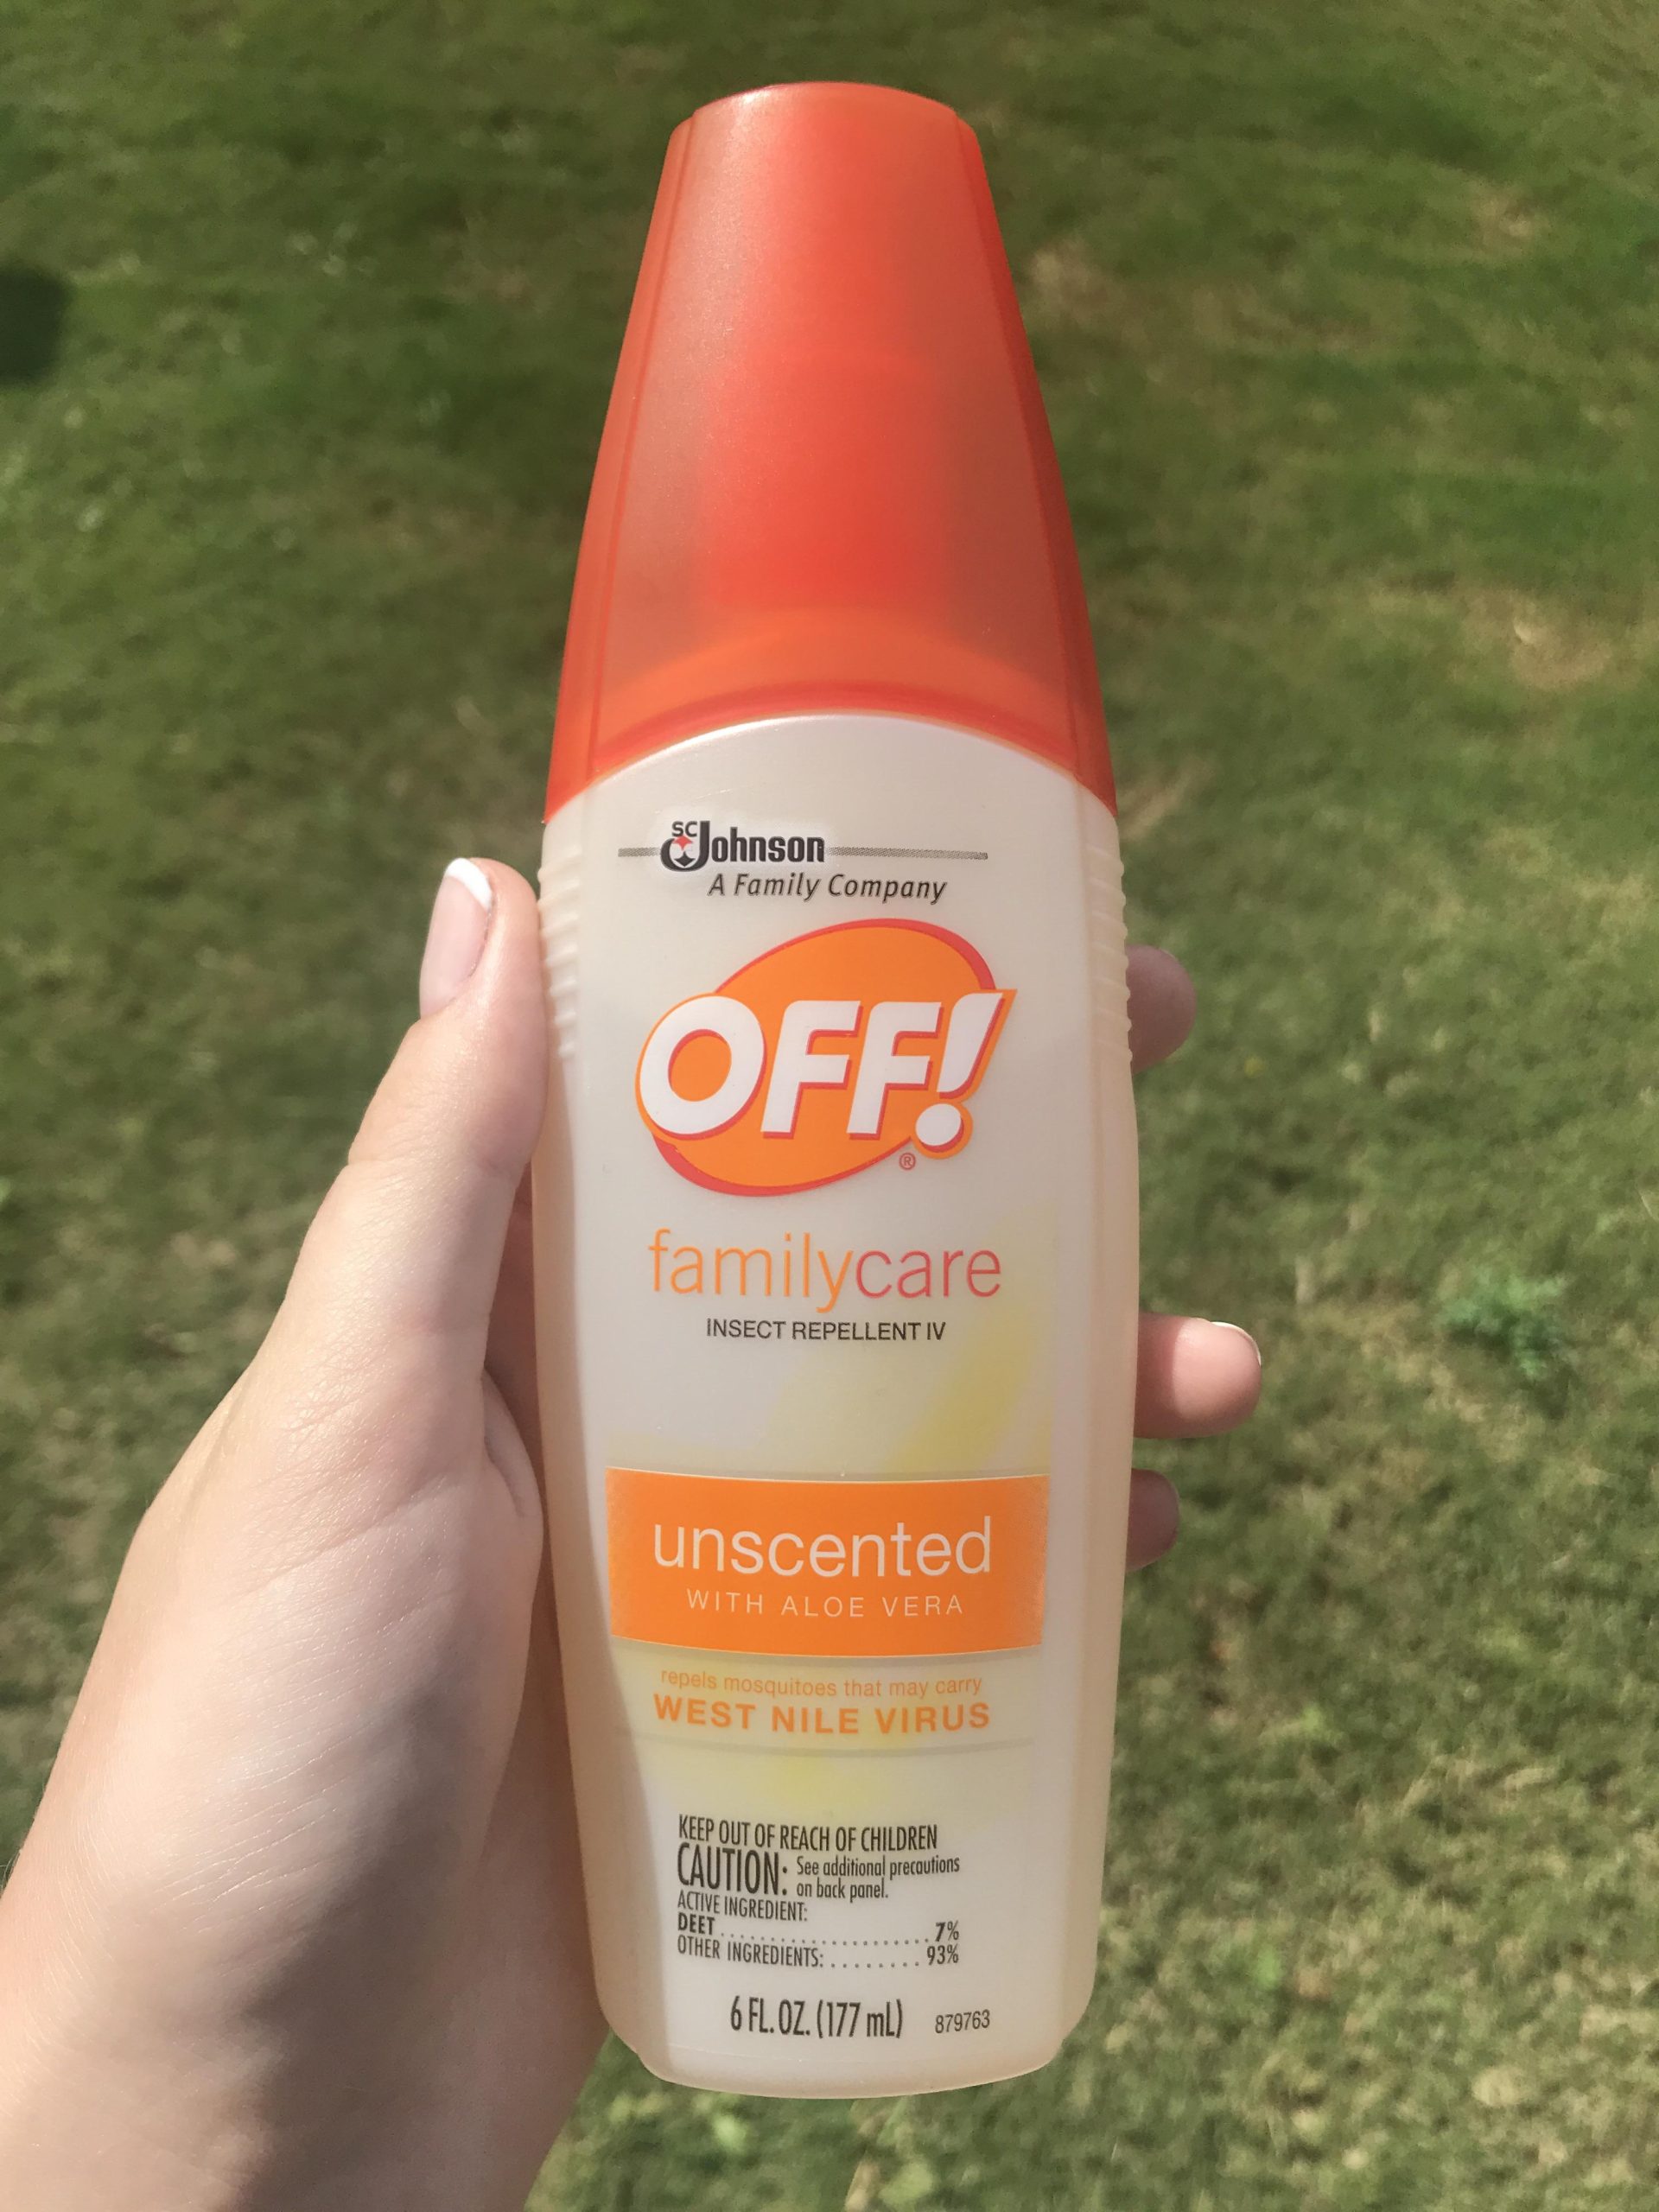 SC Johnson
A Family Company
OFF!
®
familycare
INSECT REPELLENT IV
unscented
WITH ALOE VERA
repels mosquitoes that may carry
WEST NILE VIRUS
KEEP OUT OF REACH OF CHILDREN
CAUTION: See additional precautions
on back panel.
ACTIVE INGREDIENT:
DEET....................7%
OTHER INGREDIENTS:.........93%
6 FL. OZ. (177 mL) 879763